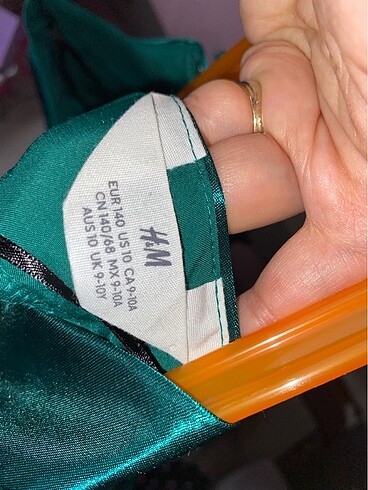 H&M
EUR 140 US 10 CA 9-10A
CN 140/68 MX 9-10A
AUS 10 UK 9-10Y